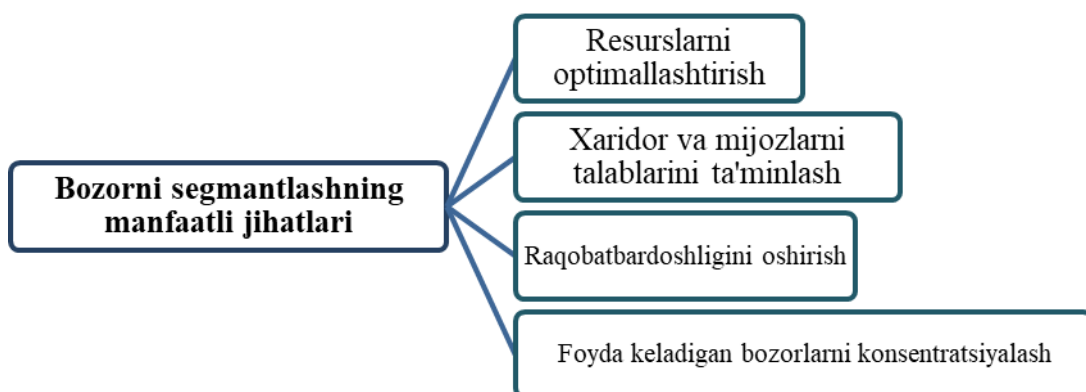 Bozorni segmantlashning
manfaatli jihatlari
Resurslarni
optimallashtirish
Xaridor va mijozlarni
talablarini ta'minlash
Raqobatbardoshligini oshirish
Foyda keladigan bozorlarni konsentratsiyalash